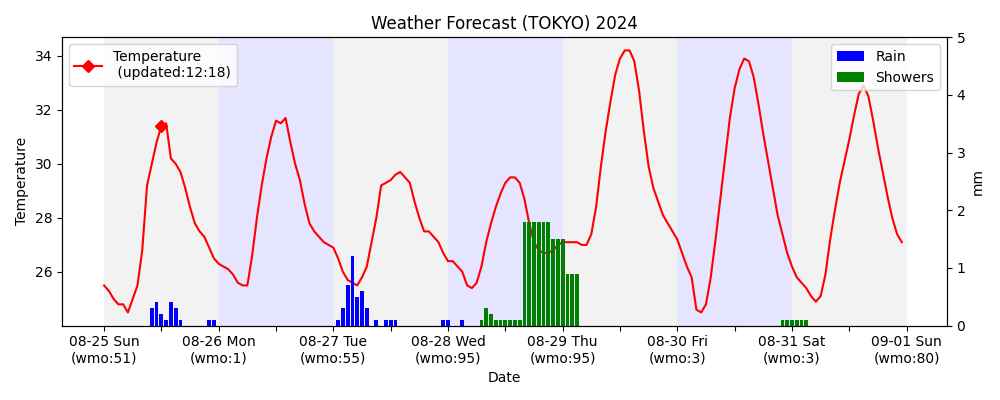 Weather Forecast (TOKYO) 2024
Temperature
(updated:12:18)
Rain
Showers
34
32
30
28
26
Temperature
5
4
3
2
1
0
mm
08-25 Sun
(wmo:51)
08-26 Mon
(wmo:1)
08-27 Tue
(wmo:55)
08-28 Wed
(wmo:95)
08-29 Thu
(wmo:95)
08-30 Fri
(wmo:3)
08-31 Sat
(wmo:3)
09-01 Sun
(wmo:80)
Date